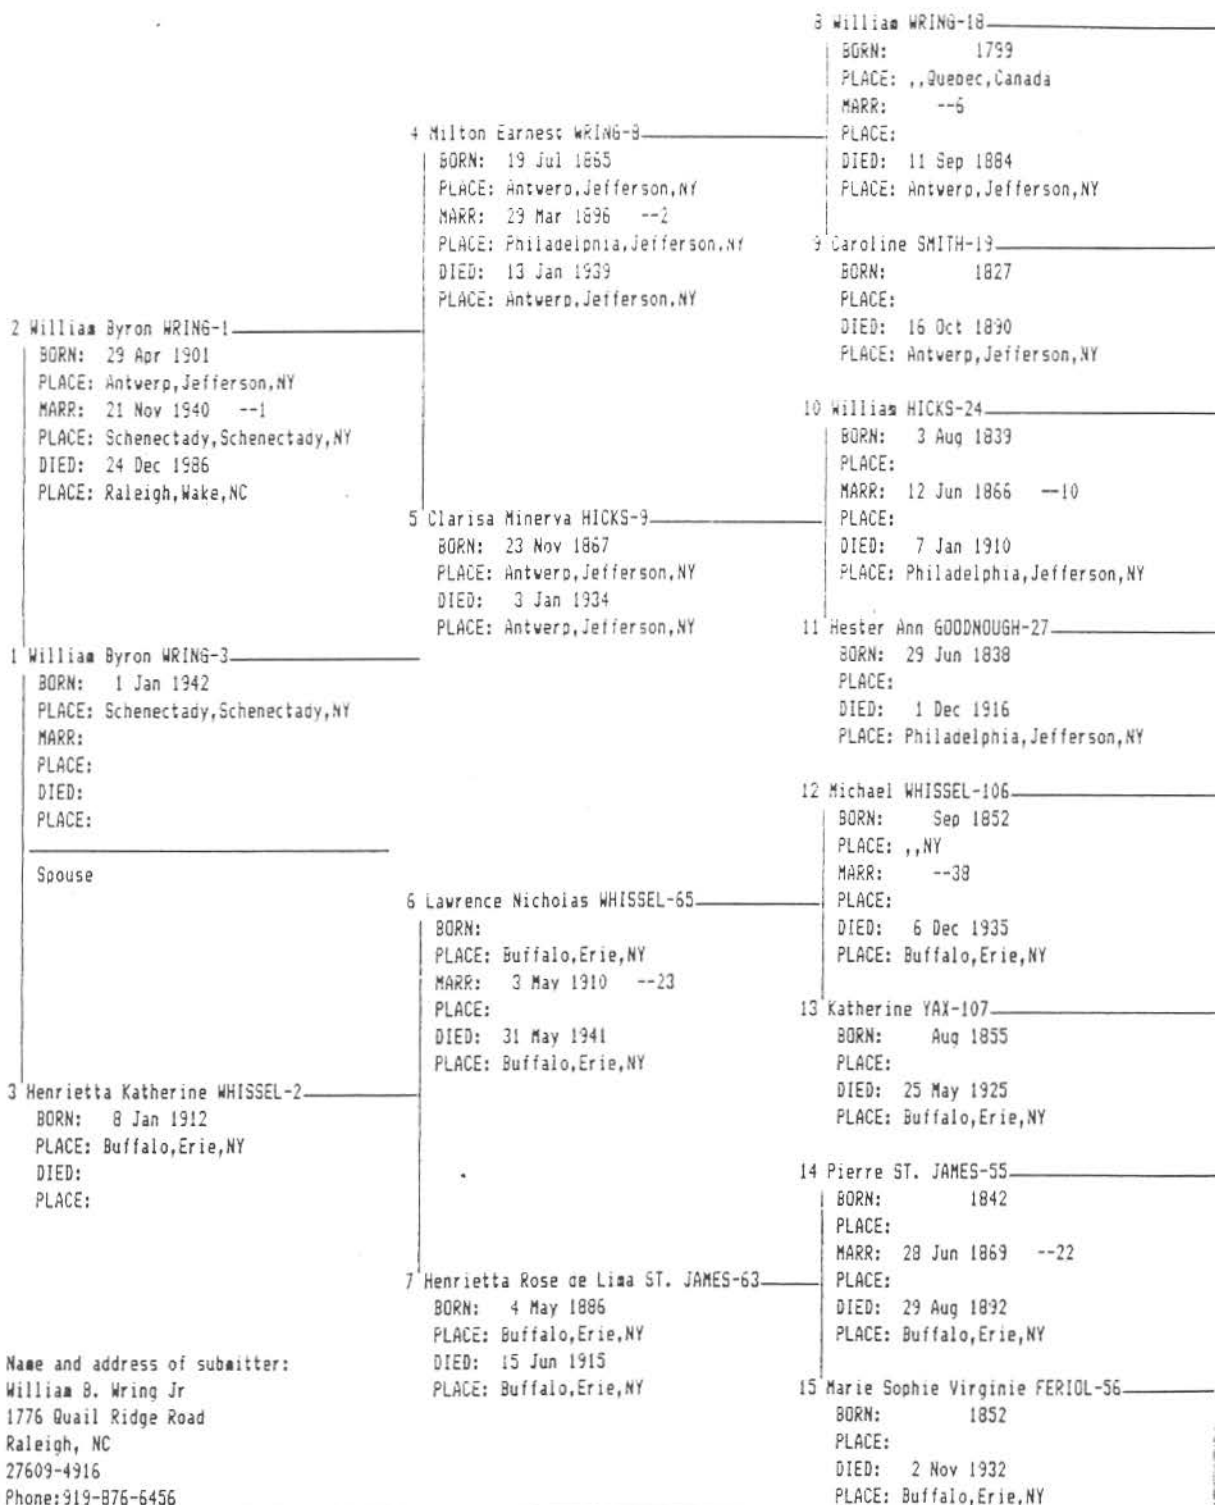 2 William Byron WRING-1
BORN: 29 Apr 1901
PLACE: Antwerp,Jefferson,NY
MARR: 21 Nov 1940 --1
PLACE: Schenectady,Schenectady,NY
DIED: 24 Dec 1986
PLACE: Raleigh,Wake,NC
1 William Byron WRING-3
BORN: 1 Jan 1942
PLACE: Schenectady,Schenectady,NY
MARR:
PLACE:
DIED:
PLACE:
Spouse
3 Henrietta Katherine WHISSEL-2
BORN: 8 Jan 1912
PLACE: Buffalo,Erie,NY
DIED:
PLACE:
Name and address of submitter:
William B. Wring Jr
1776 Quail Ridge Road
Raleigh, NC
27609-4916
Phone:919-876-6456
4 Milton Earnest WRING-8
BORN: 19 Jul 1865
PLACE: Antwerp,Jefferson,NY
MARR: 29 Mar 1896 --2
PLACE: Philadelphia,Jefferson,NY
DIED: 13 Jan 1939
PLACE: Antwerp,Jefferson,NY
5 Clarisa Minerva HICKS-9
BORN: 23 Nov 1867
PLACE: Antwerp,Jefferson,NY
DIED: 3 Jan 1934
PLACE: Antwerp,Jefferson,NY
6 Lawrence Nicholas WHISSEL-65
BORN:
PLACE: Buffalo,Erie,NY
MARR: 3 May 1910 --23
PLACE:
DIED: 31 May 1941
PLACE: Buffalo,Erie,NY
7 Henrietta Rose de Lima ST. JAMES-63
BORN: 4 May 1886
PLACE: Buffalo,Erie,NY
DIED: 15 Jun 1915
PLACE: Buffalo,Erie,NY
8 William WRING-18
BORN: 1799
PLACE: ,,Quebec,Canada
MARR: --6
PLACE:
DIED: 11 Sep 1884
PLACE: Antwerp,Jefferson,NY
9 Caroline SMITH-19
BORN: 1827
PLACE:
DIED: 16 Oct 1890
PLACE: Antwerp,Jefferson,NY
10 William HICKS-24
BORN: 3 Aug 1839
PLACE:
MARR: 12 Jun 1866 --10
PLACE:
DIED: 7 Jan 1910
PLACE: Philadelphia,Jefferson,NY
11 Hester Ann GOODNOUGH-27
BORN: 29 Jun 1838
PLACE:
DIED: 1 Dec 1916
PLACE: Philadelphia,Jefferson,NY
12 Michael WHISSEL-106
BORN: Sep 1852
PLACE: ,,NY
MARR: --38
PLACE:
DIED: 6 Dec 1935
PLACE: Buffalo,Erie,NY
13 Katherine YAX-107
BORN: Aug 1855
PLACE:
DIED: 25 May 1925
PLACE: Buffalo,Erie,NY
14 Pierre ST. JAMES-55
BORN: 1842
PLACE:
MARR: 28 Jun 1869 --22
PLACE:
DIED: 29 Aug 1892
PLACE: Buffalo,Erie,NY
15 Marie Sophie Virginie FERIOL-56
BORN: 1852
PLACE:
DIED: 2 Nov 1932
PLACE: Buffalo,Erie,NY